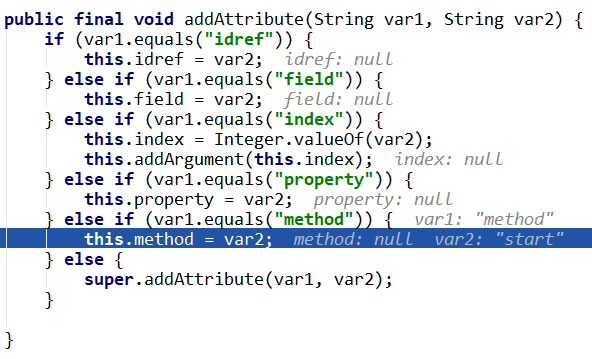 public final void addAttribute(String var1, String var2) {
    if (var1.equals("idref")) {
        this.idref = var2;  idref: null
    } else if (var1.equals("field")) {
        this.field = var2;  field: null
    } else if (var1.equals("index")) {
        this.index = Integer.valueOf(var2);
        this.addArgument(this.index);  index: null
    } else if (var1.equals("property")) {
        this.property = var2;  property: null
    } else if (var1.equals("method")) {  var1: "method"
        this.method = var2;  method: null  var2: "start"
    } else {
        super.addAttribute(var1, var2);
    }
}